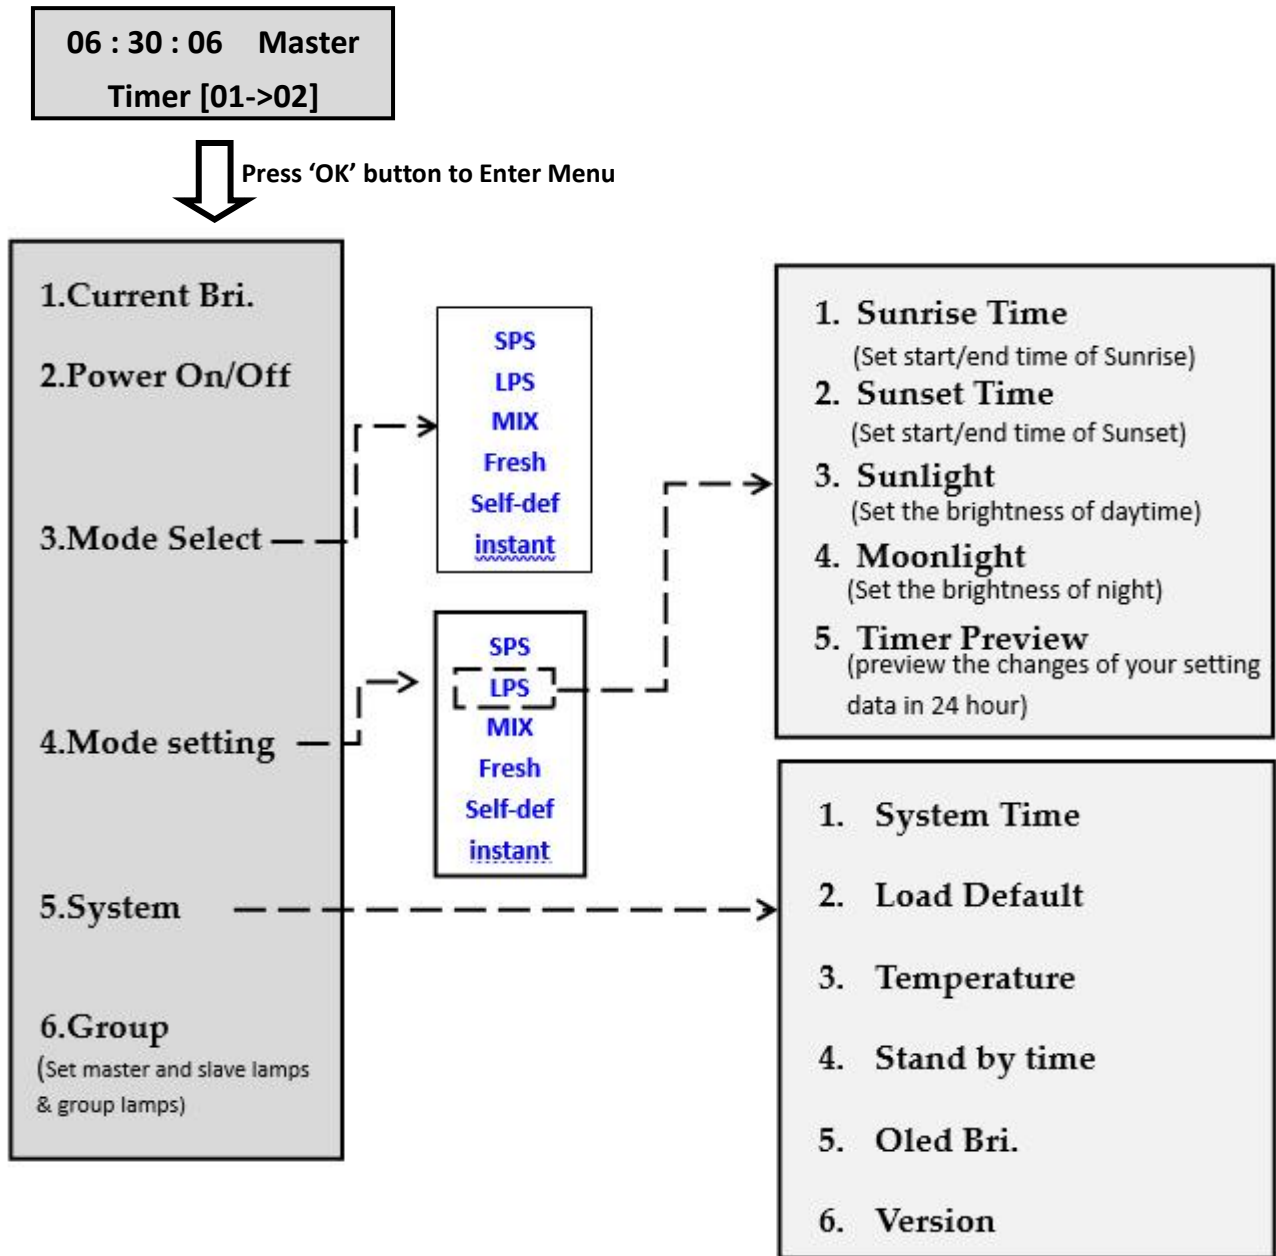 06 : 30 : 06 Master
Timer [01->02]
Press ‘OK’ button to Enter Menu
1.Current Bri.
2.Power On/Off
3.Mode Select
4.Mode setting
5.System
6.Group
(Set master and slave lamps
& group lamps)
SPS
LPS
MIX
Fresh
Self-def
instant
SPS
LPS
MIX
Fresh
Self-def
instant
1. Sunrise Time
(Set start/end time of Sunrise)
2. Sunset Time
(Set start/end time of Sunset)
3. Sunlight
(Set the brightness of daytime)
4. Moonlight
(Set the brightness of night)
5. Timer Preview
(preview the changes of your setting
data in 24 hour)
1. System Time
2. Load Default
3. Temperature
4. Stand by time
5. Oled Bri.
6. Version